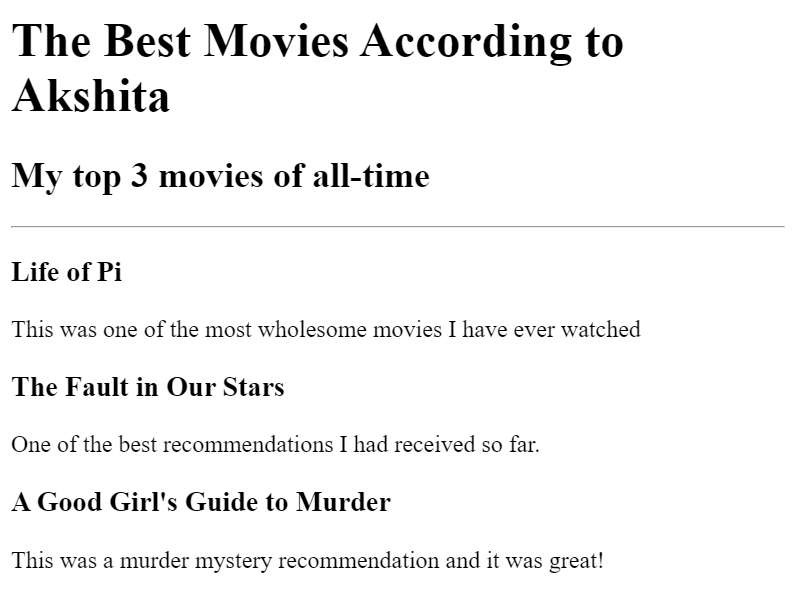 The Best Movies According to
Akshita
My top 3 movies of all-time
Life of Pi
This was one of the most wholesome movies I have ever watched
The Fault in Our Stars
One of the best recommendations I had received so far.
A Good Girl's Guide to Murder
This was a murder mystery recommendation and it was great!